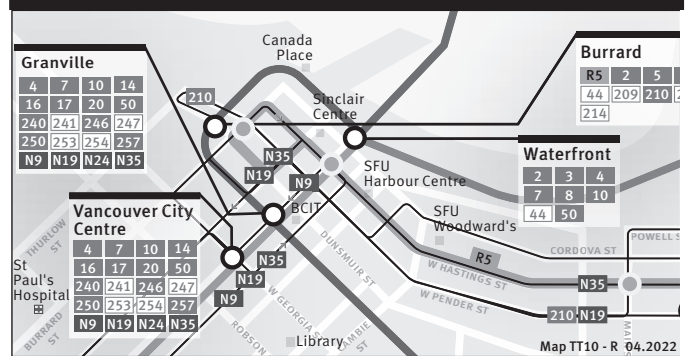 Canada
Place
Granville
4 7 10 14
16 17 20 50
240 241 246 247
250 253 254 257
N9 N19 N24 N35
Burrard
R5 2 5
44 209 210
214
210
Sinclair
Centre
N35
N19
N9
SFU
Harbour Centre
Waterfront
2 3 4
7 8 10
44 50
Vancouver City
Centre
4 7 10 14
16 17 20 50
240 241 246 247
250 253 254 257
N9 N19 N24 N35
BCIT
SFU
Woodward's
THURLOW
ST
St
Paul's
Hospital
BURRARD
ST
N35
N19
N9
DUNSMUIR ST
W GEORGIA ST
ROBSON
R5
W HASTINGS ST
W PENDER ST
CORDOVA ST
POWELL S
N35
210 N19
Library
Map TT10 - R 04.2022